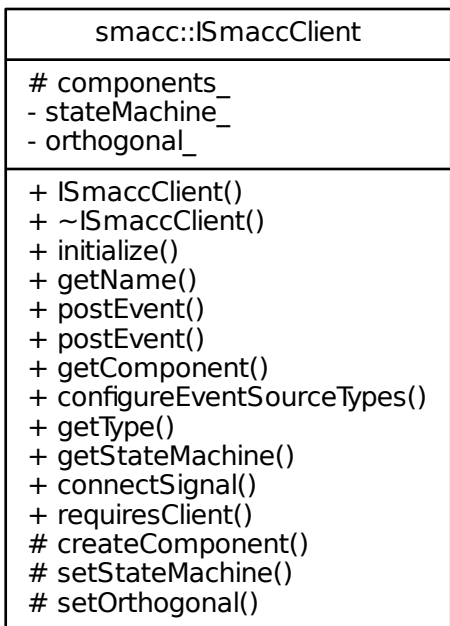 smacc::ISmaccClient
# components_
- stateMachine_
- orthogonal_
+ ISmaccClient()
+ ~ISmaccClient()
+ initialize()
+ getName()
+ postEvent()
+ postEvent()
+ getComponent()
+ configureEventSourceTypes()
+ getType()
+ getStateMachine()
+ connectSignal()
+ requiresClient()
# createComponent()
# setStateMachine()
# setOrthogonal()